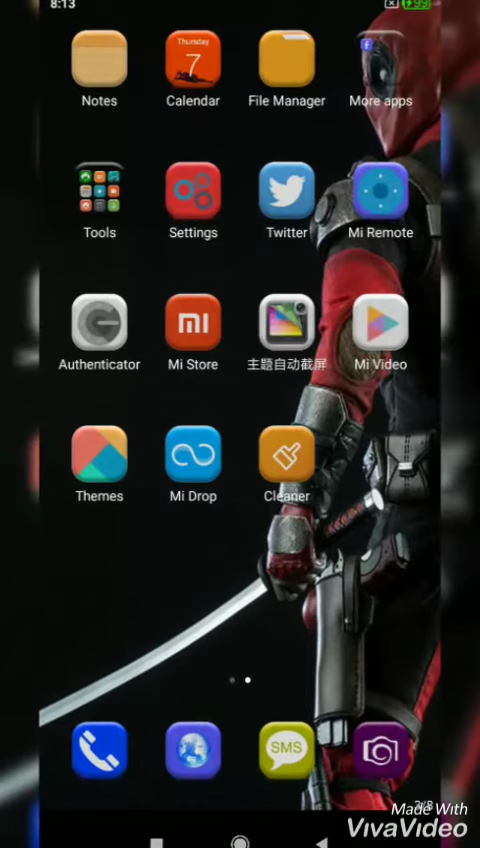 8:13
99
Thursday
7
Notes
Calendar
File Manager
More apps
Tools
Settings
Twitter
Mi Remote
Authenticator
Mi Store
主题自动截屏
Mi Video
Themes
Mi Drop
Cleaner
SMS
Made With
VivaVideo